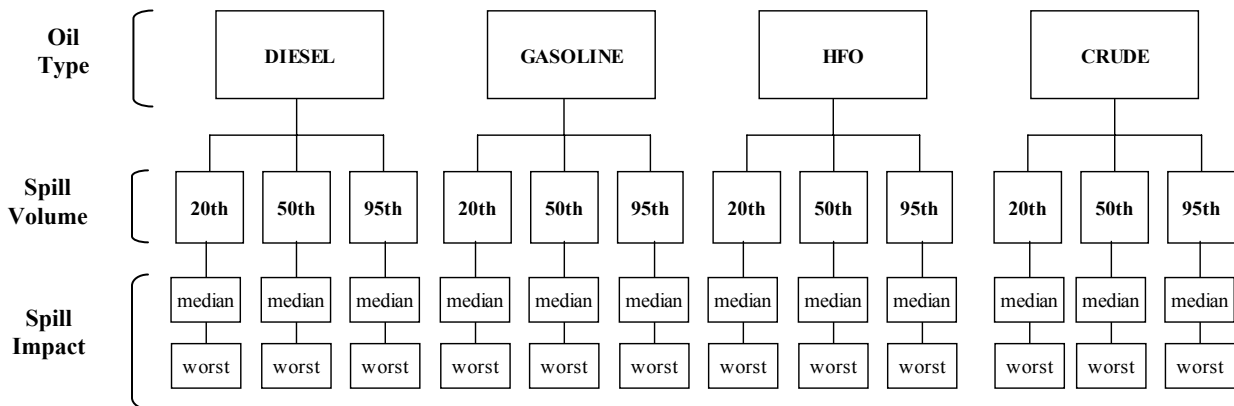 Oil
Type
DIESEL GASOLINE HFO CRUDE
Spill
Volume
20th 50th 95th 20th 50th 95th 20th 50th 95th 20th 50th 95th
Spill
Impact
median median median median median median median median median median median median
worst worst worst worst worst worst worst worst worst worst worst worst